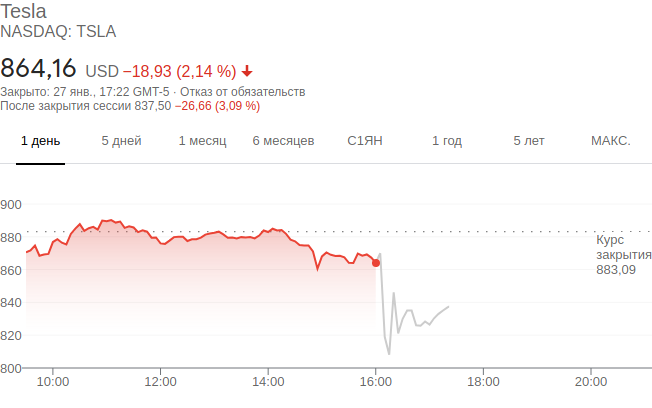 Tesla
NASDAQ: TSLA
864,16 USD −18,93 (2,14 %)
Закрыто: 27 янв., 17:22 GMT-5 · Отказ от обязательств
После закрытия сессии 837,50 −26,66 (3,09 %)
1 день 5 дней 1 месяц 6 месяцев С1ЯН 1 год 5 лет МАКС.
900
880
860
840
820
800
Курс
закрытия
883,09
10:00 12:00 14:00 16:00 18:00 20:00